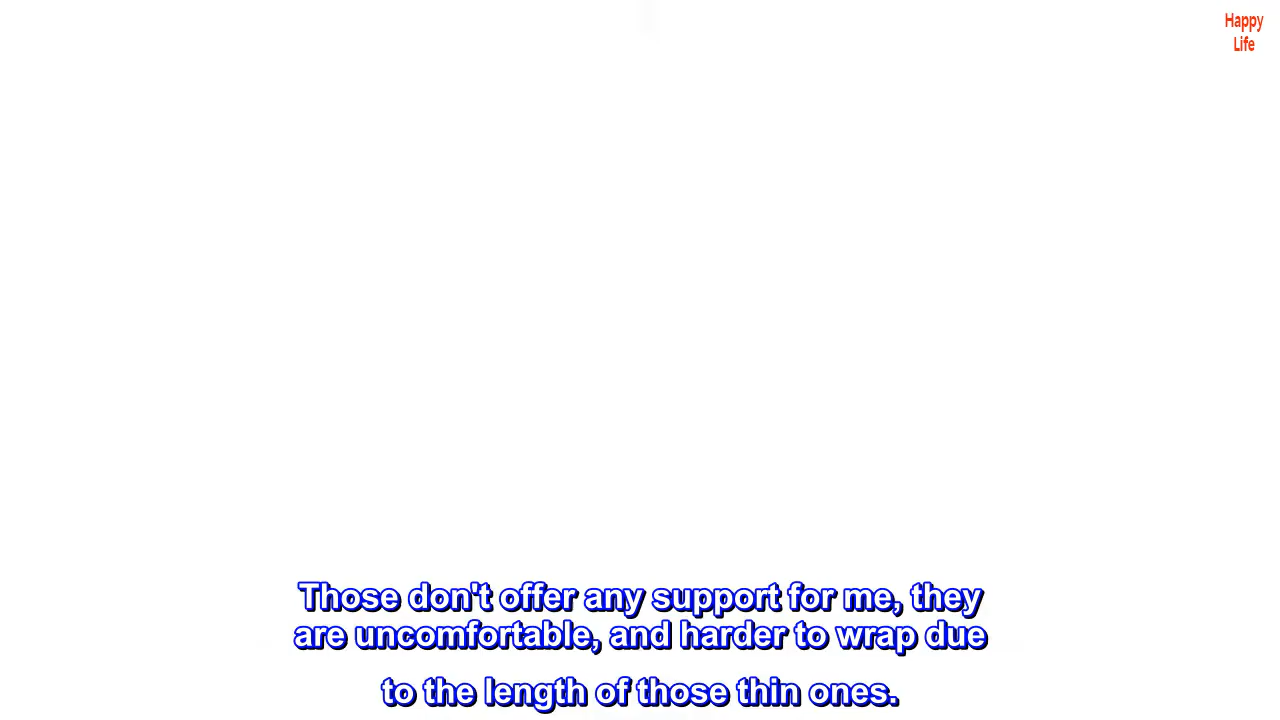 Happy
Life
Those don't offer any support for me, they
are uncomfortable, and harder to wrap due
to the length of those thin ones.